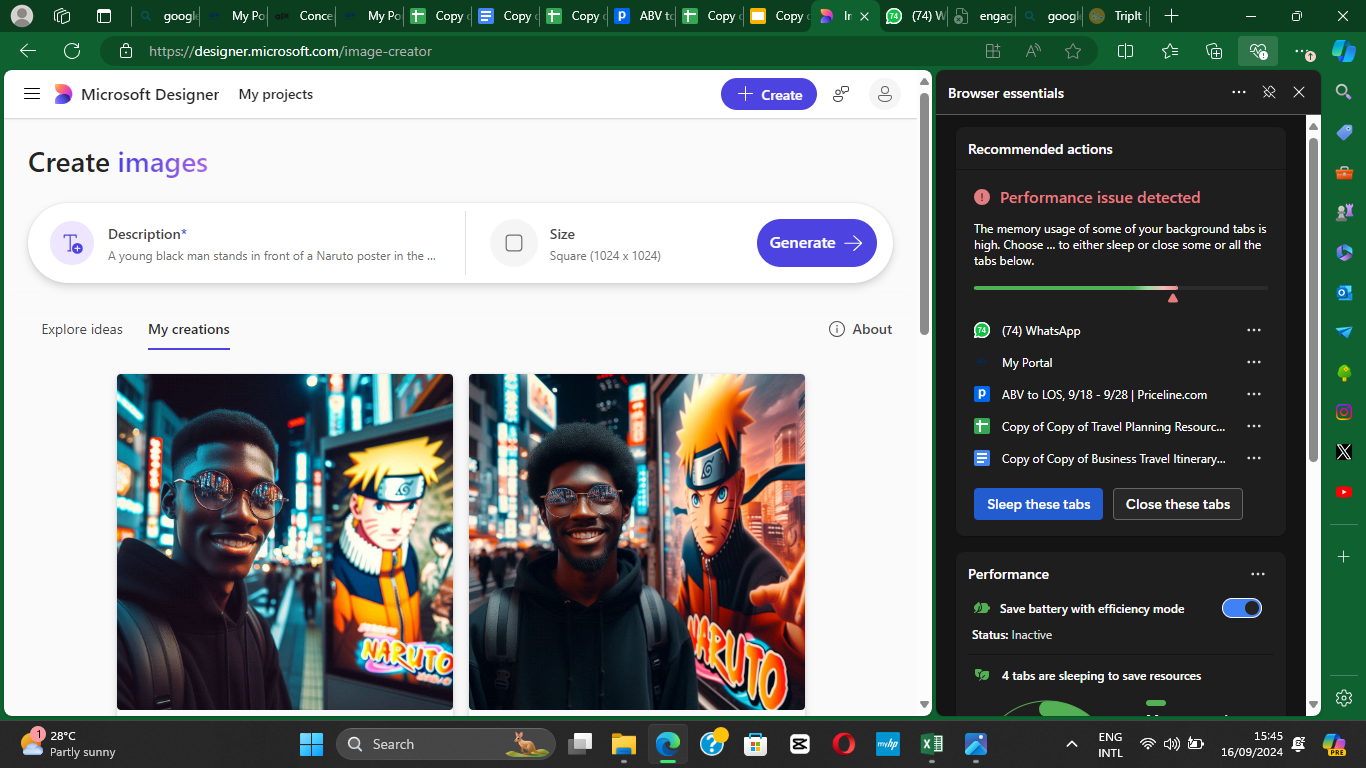 google
My Po
Conce
My Po
Copy o
Copy o
Copy o
ABV to
Copy o
Copy o
(74) W
engag
google
TripIt |
https://designer.microsoft.com/image-creator
Microsoft Designer
My projects
Create
Create images
Description*
A young black man stands in front of a Naruto poster in the ...
Size
Square (1024 x 1024)
Generate
Explore ideas
My creations
About
NARUTO
NARUTO
Browser essentials
Recommended actions
Performance issue detected
The memory usage of some of your background tabs is
high. Choose ... to either sleep or close some or all the
tabs below.
(74) WhatsApp
My Portal
ABV to LOS, 9/18 - 9/28 | Priceline.com
Copy of Copy of Travel Planning Resourc...
Copy of Copy of Business Travel Itinerary...
Sleep these tabs
Close these tabs
Performance
Save battery with efficiency mode
Status: Inactive
4 tabs are sleeping to save resources
1
28°C
Partly sunny
Search
ENG
INTL
15:45
16/09/2024
PRE